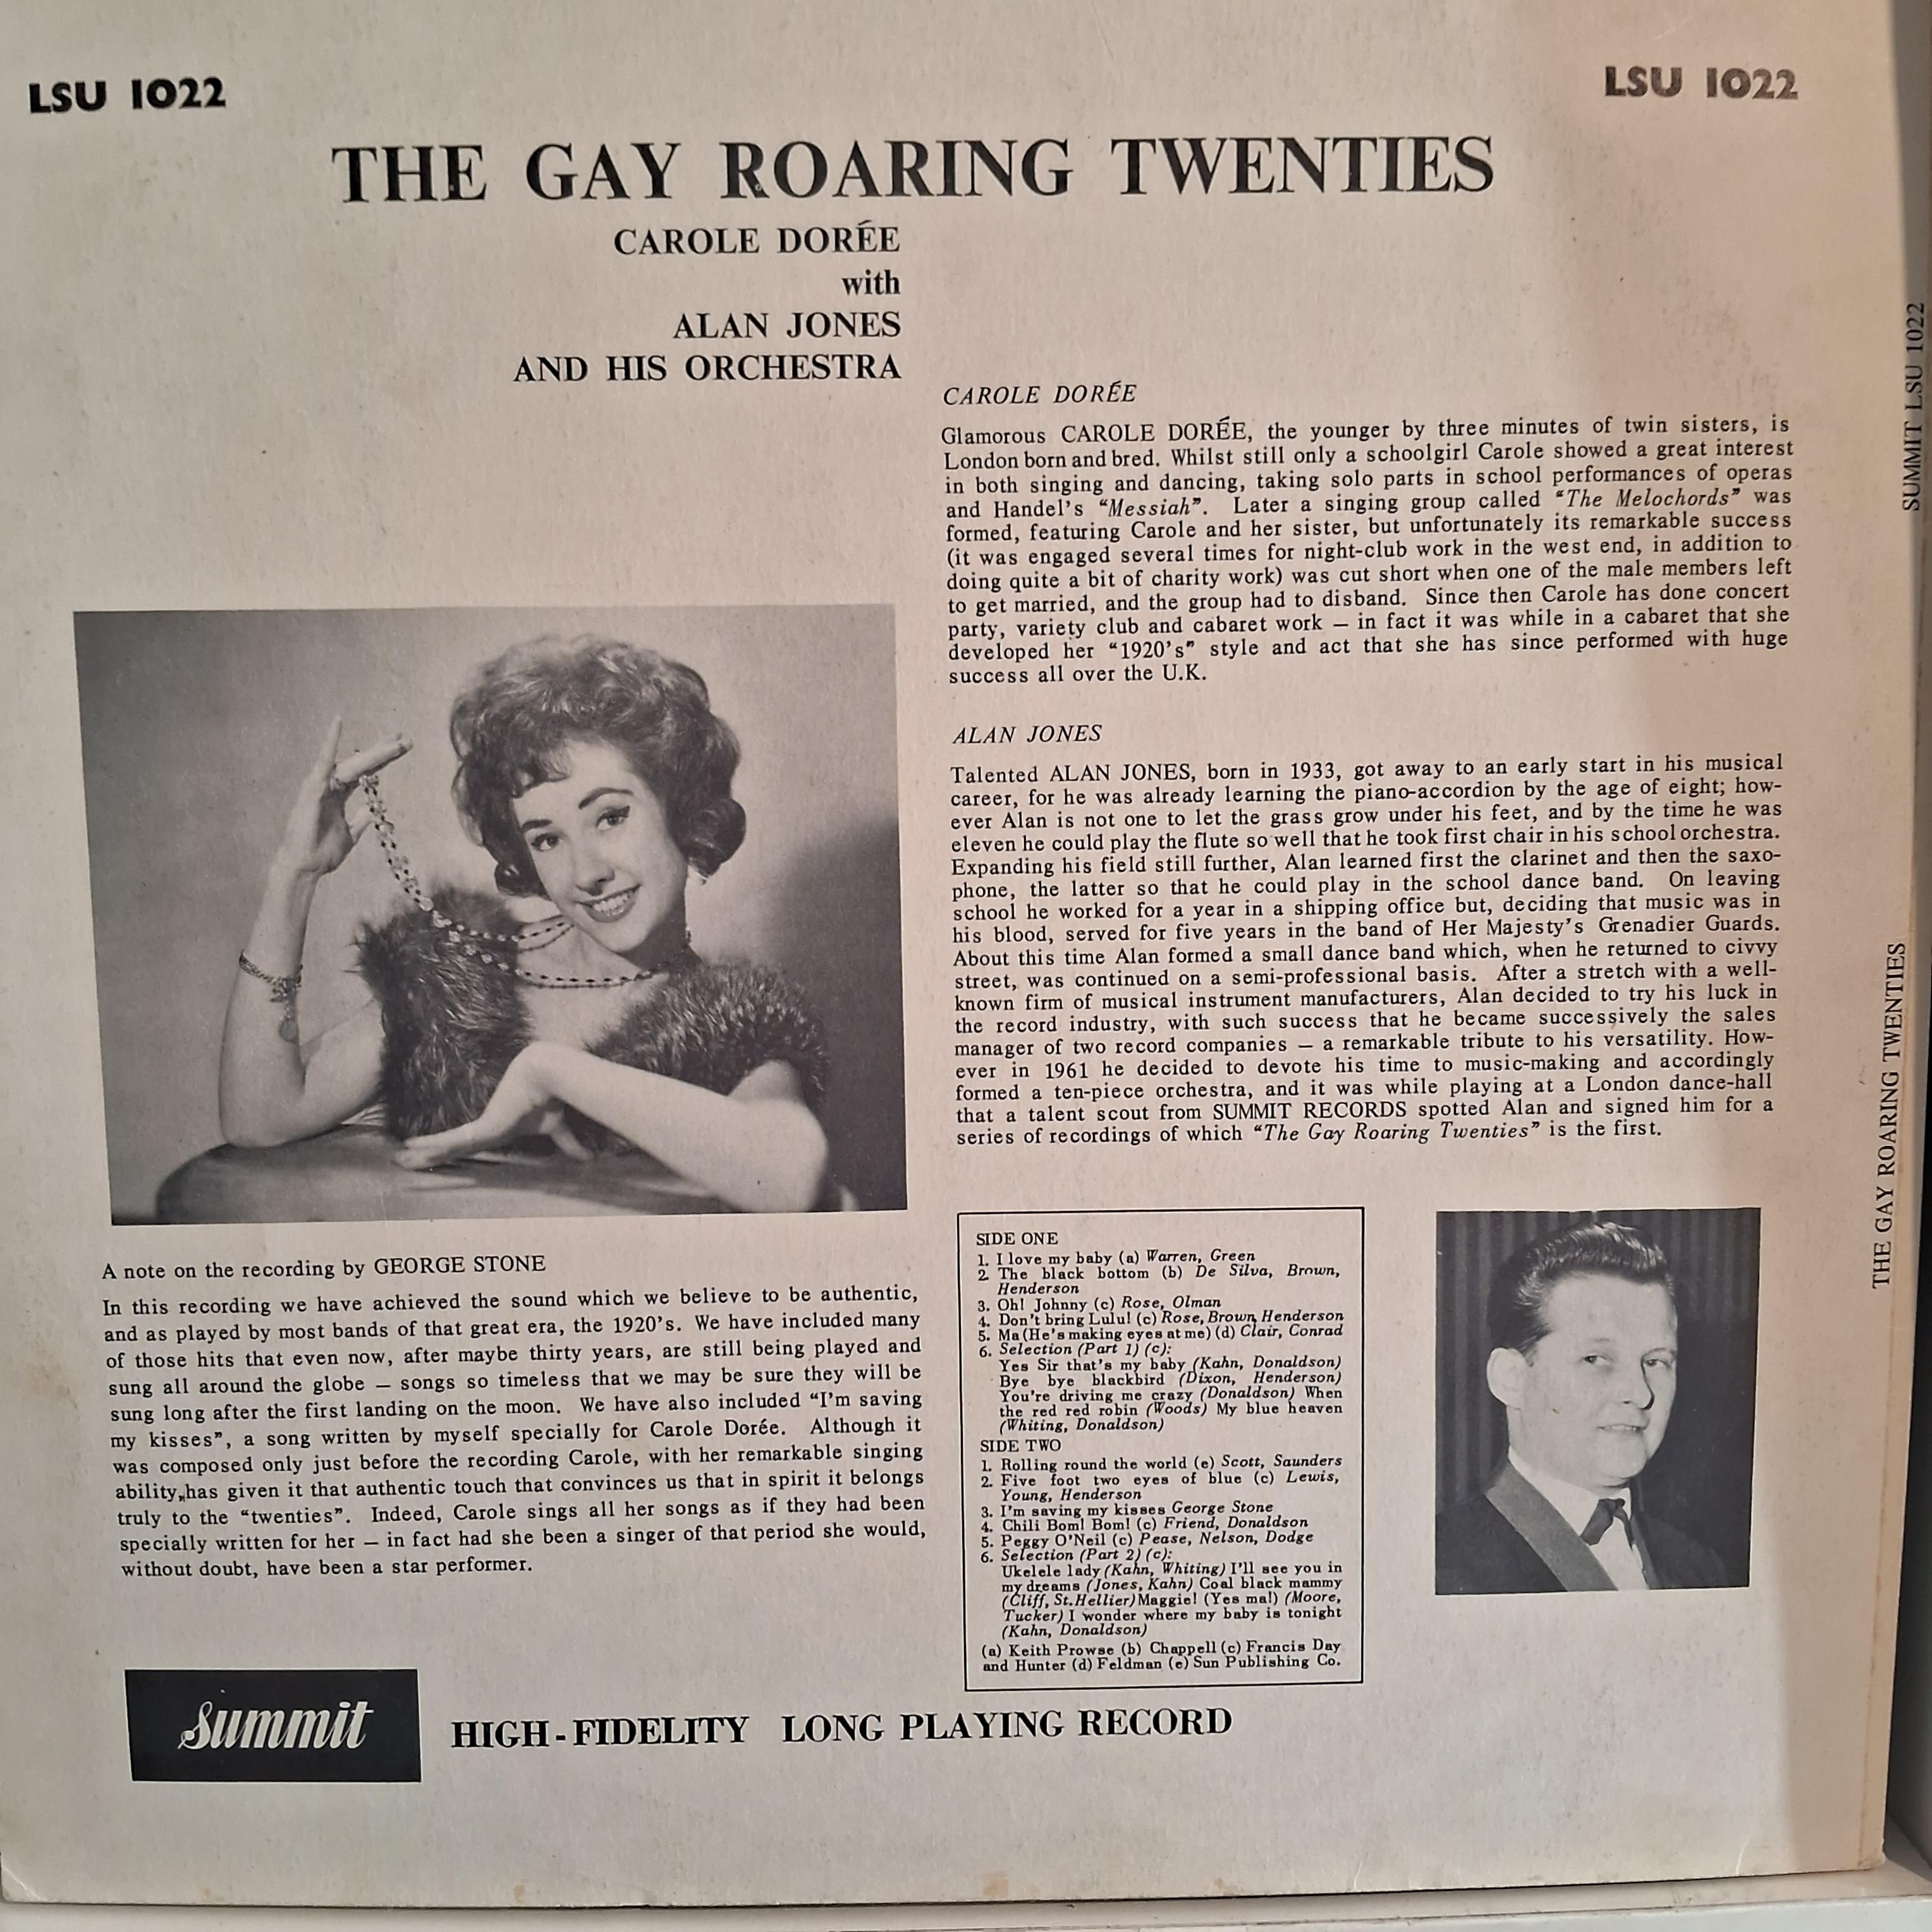 LSU 1022
LSU 1022
THE GAY ROARING TWENTIES
CAROLE DORÉE
with
ALAN JONES
AND HIS ORCHESTRA
CAROLE DORÉE
Glamorous CAROLE DORÉE, the younger by three minutes of twin sisters, is
London born and bred. Whilst still only a schoolgirl Carole showed a great interest
in both singing and dancing, taking solo parts in school performances of operas
and Handel's "Messiah". Later a singing group called "The Melochords" was
formed, featuring Carole and her sister, but unfortunately its remarkable success
(it was engaged several times for night-club work in the west end, in addition to
doing quite a bit of charity work) was cut short when one of the male members left
to get married, and the group had to disband. Since then Carole has done concert
party, variety club and cabaret work — in fact it was while in a cabaret that she
developed her "1920's" style and act that she has since performed with huge
success all over the U.K.
ALAN JONES
Talented ALAN JONES, born in 1933, got away to an early start in his musical
career, for he was already learning the piano-accordion by the age of eight; how-
ever Alan is not one to let the grass grow under his feet, and by the time he was
eleven he could play the flute so well that he took first chair in his school orchestra.
Expanding his field still further, Alan learned first the clarinet and then the saxo-
phone, the latter so that he could play in the school dance band. On leaving
school he worked for a year in a shipping office but, deciding that music was in
his blood, served for five years in the band of Her Majesty's Grenadier Guards.
About this time Alan formed a small dance band which, when he returned to civvy
street, was continued on a semi-professional basis. After a stretch with a well-
known firm of musical instrument manufacturers, Alan decided to try his luck in
the record industry, with such success that he became successively the sales
manager of two record companies — a remarkable tribute to his versatility. How-
ever in 1961 he decided to devote his time to music-making and accordingly
formed a ten-piece orchestra, and it was while playing at a London dance-hall
that a talent scout from SUMMIT RECORDS spotted Alan and signed him for a
series of recordings of which "The Gay Roaring Twenties" is the first.
A note on the recording by GEORGE STONE
In this recording we have achieved the sound which we believe to be authentic,
and as played by most bands of that great era, the 1920's. We have included many
of those hits that even now, after maybe thirty years, are still being played and
sung all around the globe — songs so timeless that we may be sure they will be
sung long after the first landing on the moon. We have also included "I'm saving
my kisses", a song written by myself specially for Carole Dorée. Although it
was composed only just before the recording Carole, with her remarkable singing
ability, has given it that authentic touch that convinces us that in spirit it belongs
truly to the "twenties". Indeed, Carole sings all her songs as if they had been
specially written for her — in fact had she been a singer of that period she would,
without doubt, have been a star performer.
SIDE ONE
1. I love my baby (a) Warren, Green
2. The black bottom (b) De Silva, Brown,
Henderson
3. Oh! Johnny (c) Rose, Olman
4. Don't bring Lulu! (c) Rose, Brown, Henderson
5. Ma (He's making eyes at me) (d) Clair, Conrad
6. Selection (Part 1) (c):
Yes Sir that's my baby (Kahn, Donaldson)
Bye bye blackbird (Dixon, Henderson)
You're driving me crazy (Donaldson) When
the red red robin (Woods) My blue heaven
(Whiting, Donaldson)
SIDE TWO
1. Rolling round the world (e) Scott, Saunders
2. Five foot two eyes of blue (c) Lewis,
Young, Henderson
3. I'm saving my kisses George Stone
4. Chili Bom! Bom! (c) Friend, Donaldson
5. Peggy O'Neil (c) Pease, Nelson, Dodge
6. Selection (Part 2) (c):
Ukelele lady (Kahn, Whiting) I'll see you in
my dreams (Jones, Kahn) Coal black mammy
(Cliff, St.Hellier) Maggie! (Yes ma!) (Moore,
Tucker) I wonder where my baby is tonight
(Kahn, Donaldson)
(a) Keith Prowse (b) Chappell (c) Francis Day
and Hunter (d) Feldman (e) Sun Publishing Co.
Summit
HIGH-FIDELITY LONG PLAYING RECORD
SUMMIT LSU 1022
THE GAY ROARING TWENTIES